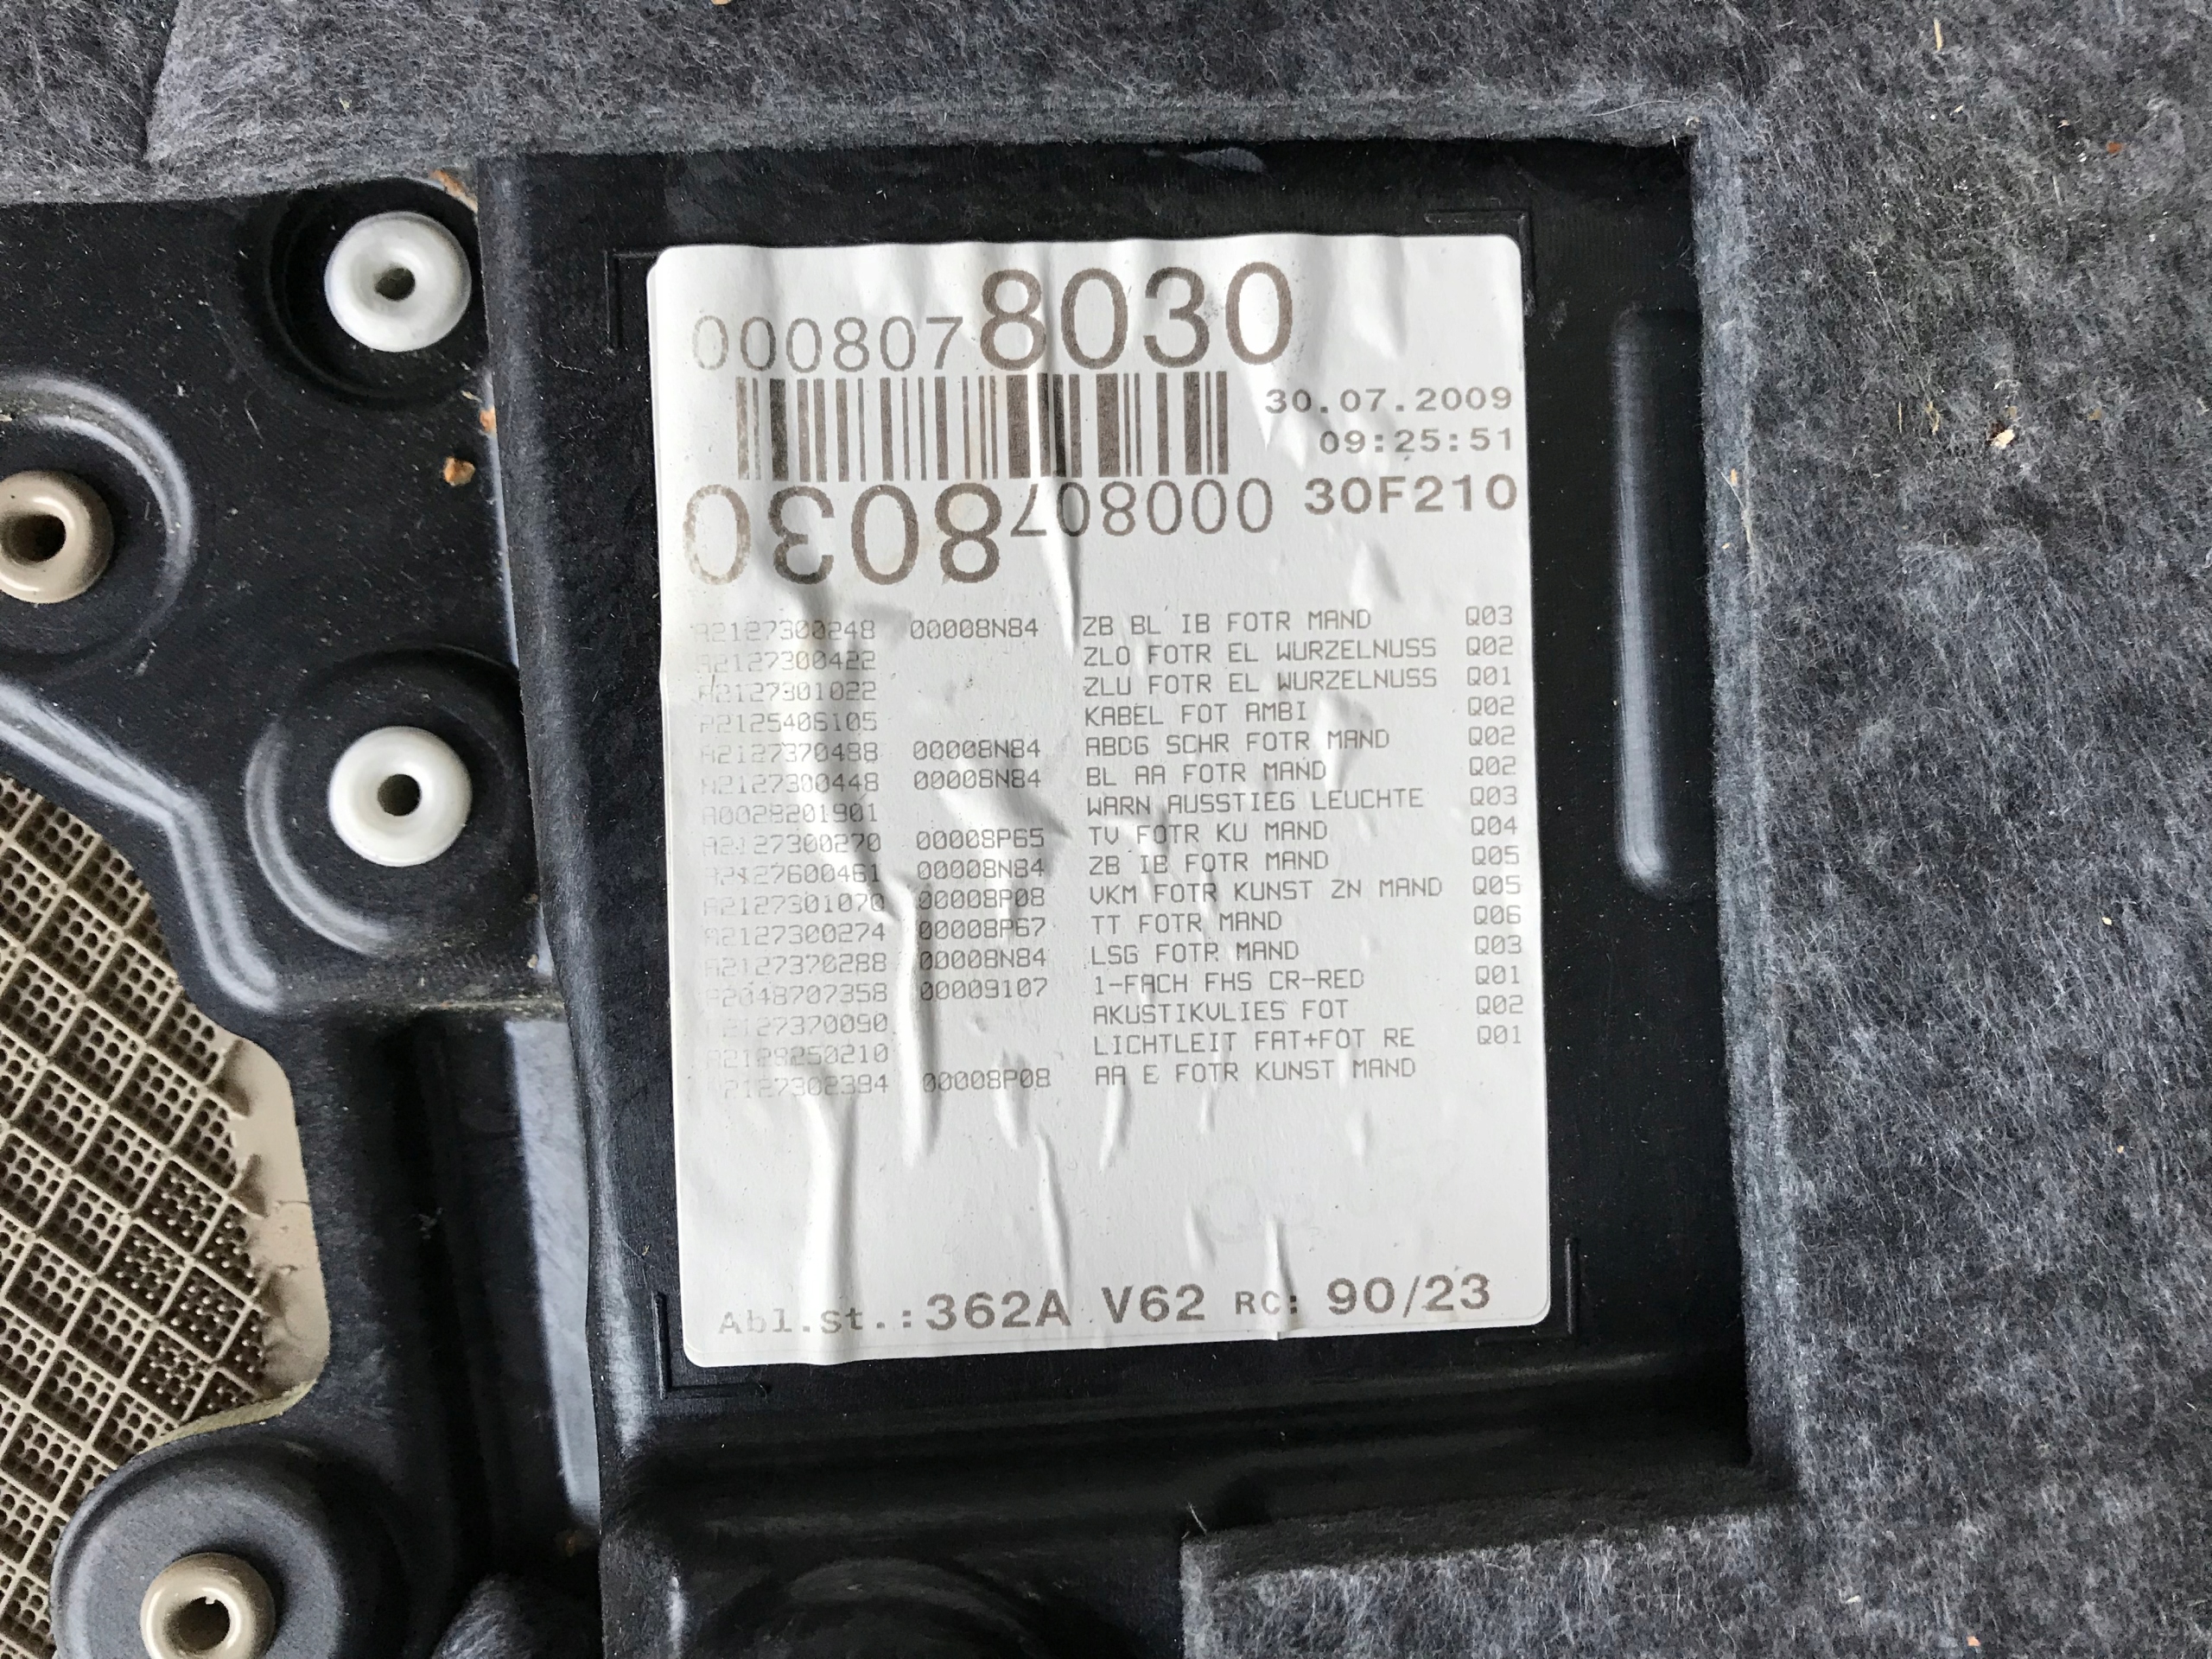 0008078030
30.07.2009
09:25:51
0008078030 30F210
A2127300248 00008N84 ZB BL IB FOTR MAND Q03
A2127300422 ZLO FOTR EL WURZELNUSS Q02
A2127301022 ZLU FOTR EL WURZELNUSS Q01
A2125406105 KABEL FOT AMBI Q02
A2127370488 00008N84 ABDG SCHR FOTR MAND Q02
A2127300448 00008N84 BL AA FOTR MAND Q02
A0028201901 WARN AUSSTIEG LEUCHTE Q03
A2127300270 00008P65 TV FOTR KU MAND Q04
A2127600461 00008N84 ZB IB FOTR MAND Q05
A2127301070 00008P08 VKM FOTR KUNST ZN MAND Q05
A2127300274 00008P67 TT FOTR MAND Q06
A2127370288 00008N84 LSG FOTR MAND Q03
A2048707358 00009107 1-FACH FHS CR-RED Q01
A2127370090 AKUSTIKVLIES FOT Q02
A2128250210 LICHTLEIT FAT+FOT RE Q01
A2127302394 00008P08 AA E FOTR KUNST MAND
Abl.st.:362A V62 RC: 90/23